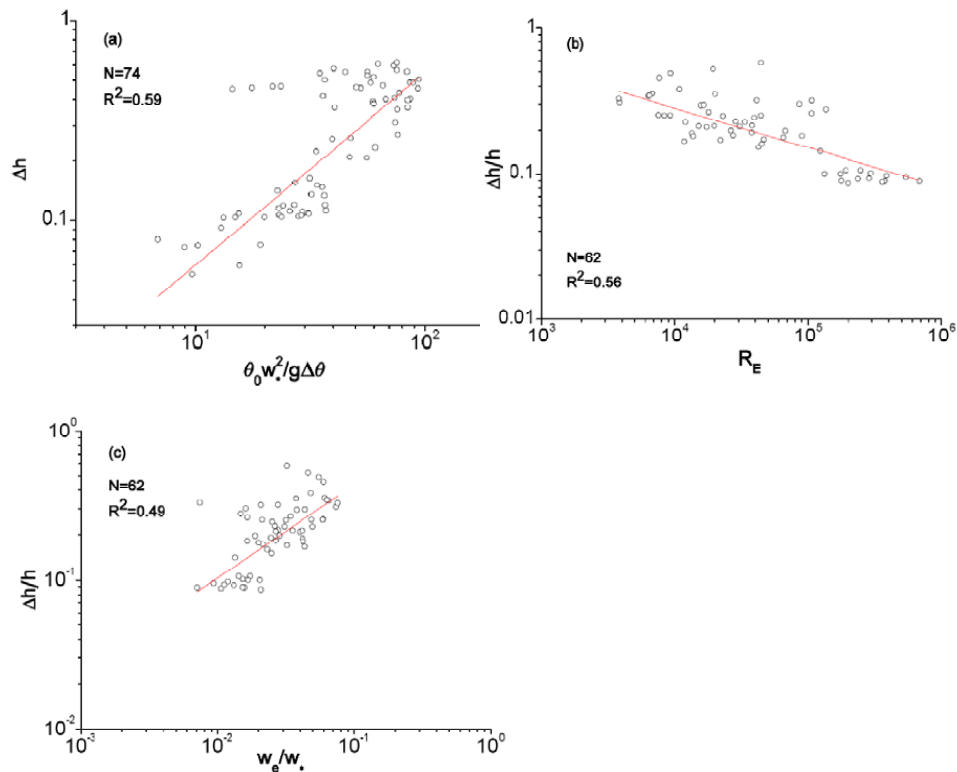 1
(a)
N=74
R²=0.59
Δh
0.1
10¹
10²
θ₀w*²/gΔθ
1
(b)
Δh/h
0.1
N=62
R²=0.56
0.01
10³
10⁴
10⁵
10⁶
R_E
10⁰
(c)
N=62
R²=0.49
Δh/h
10⁻¹
10⁻²
10⁻³
10⁻²
10⁻¹
10⁰
wₑ/w*